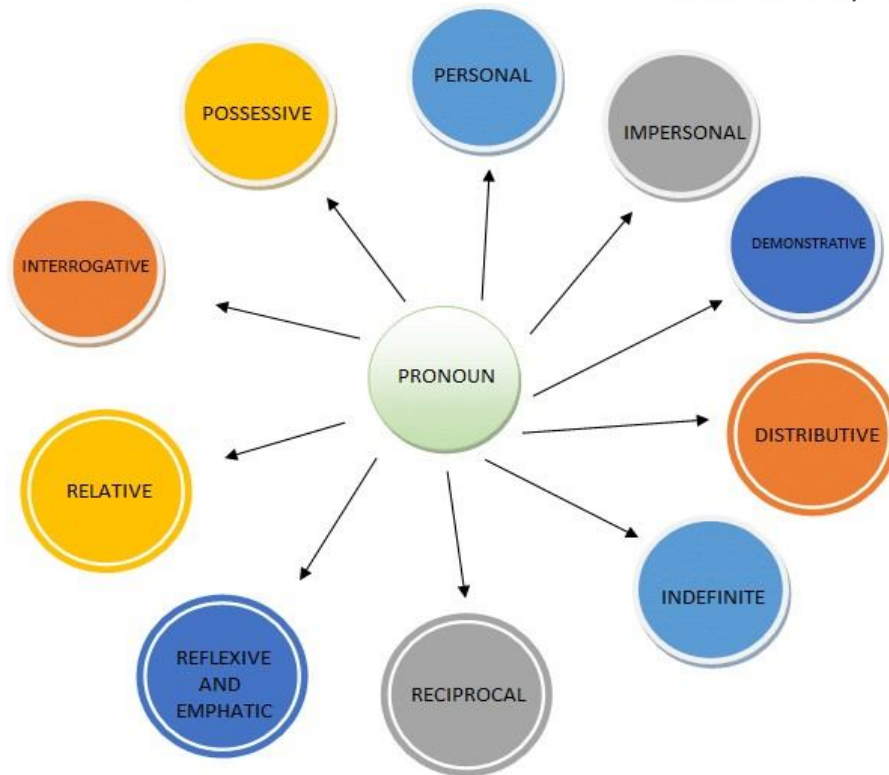 PERSONAL
POSSESSIVE
IMPERSONAL
DEMONSTRATIVE
INTERROGATIVE
PRONOUN
DISTRIBUTIVE
RELATIVE
INDEFINITE
REFLEXIVE
AND
EMPHATIC
RECIPROCAL